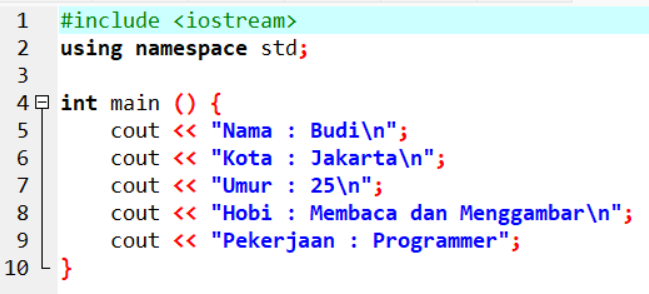 1 #include <iostream>
2 using namespace std;
3
4 int main () {
5 cout << "Nama : Budi\n";
6 cout << "Kota : Jakarta\n";
7 cout << "Umur : 25\n";
8 cout << "Hobi : Membaca dan Menggambar\n";
9 cout << "Pekerjaan : Programmer";
10 }